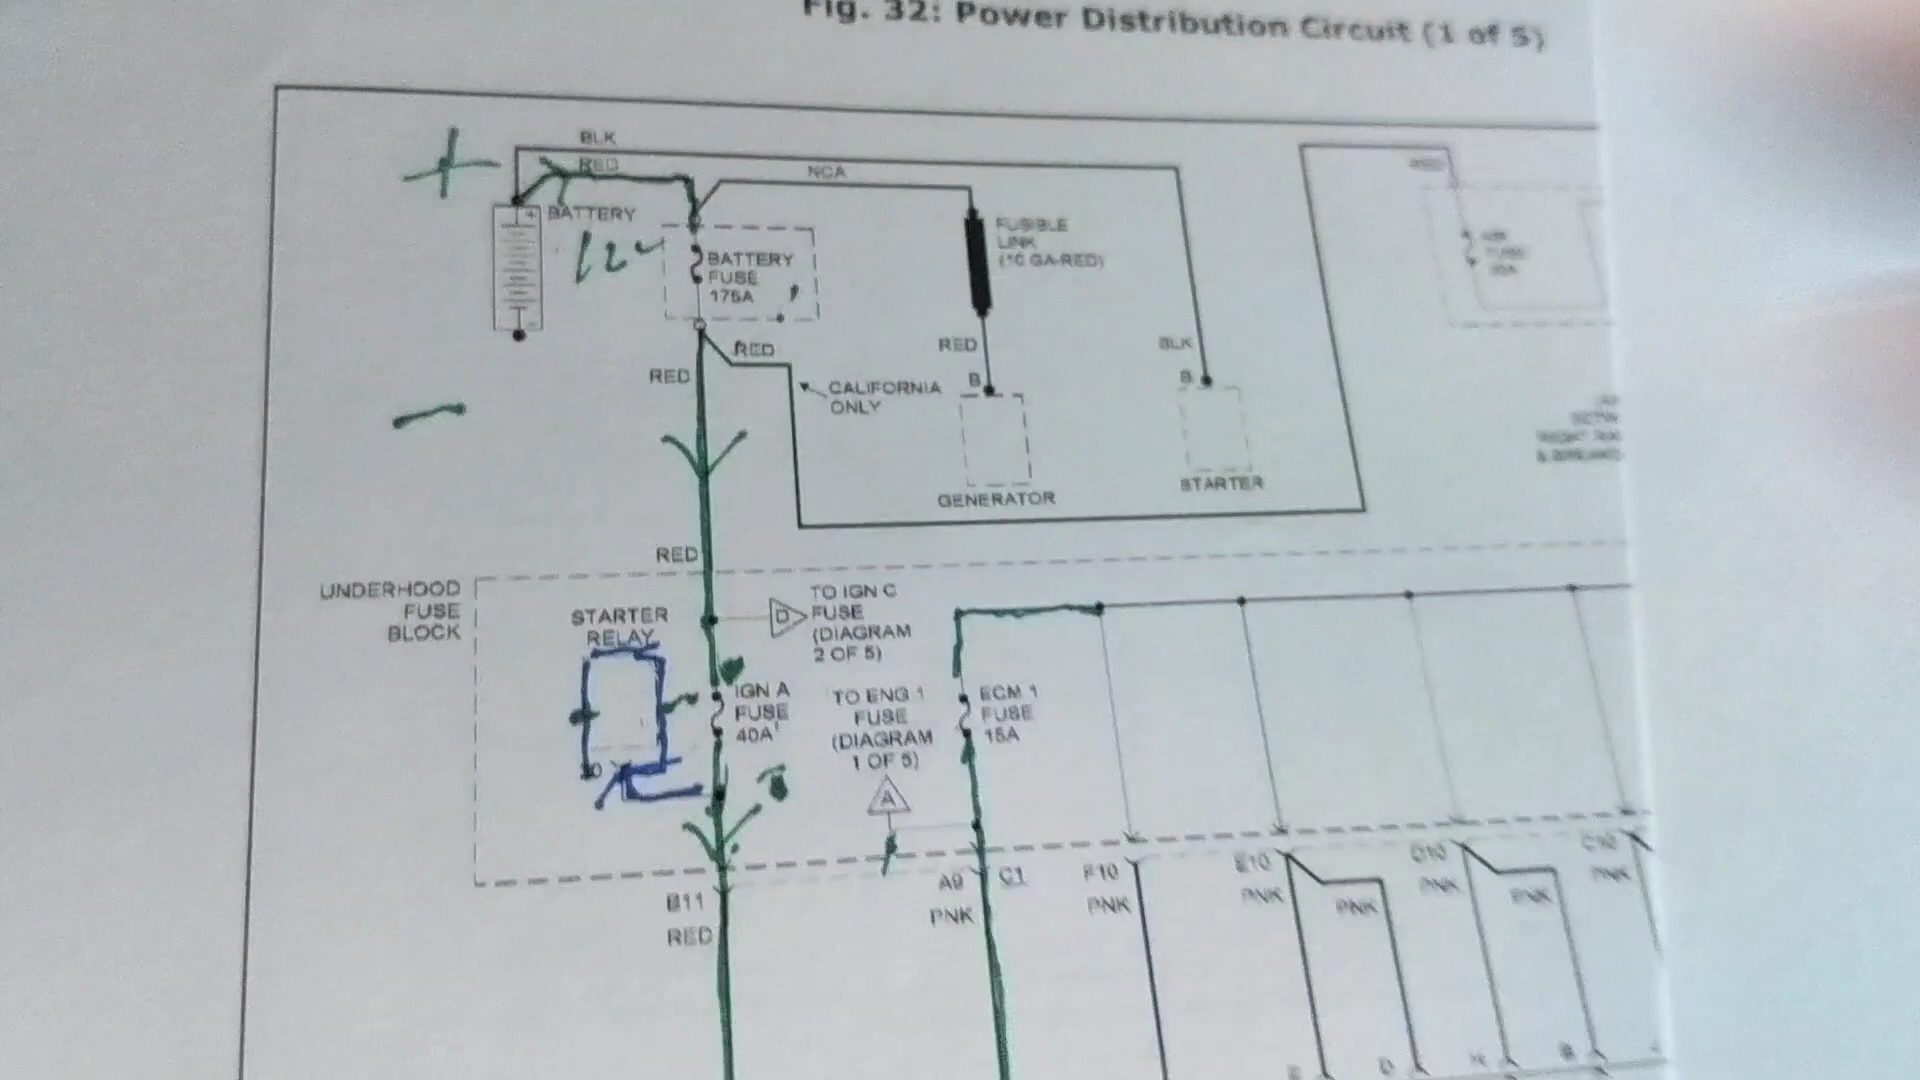 Fig. 32: Power Distribution Circuit (1 of 5)
BLK
RED
NCA
+
BATTERY
12v
BATTERY
FUSE
175A
FUSIBLE
LINK
GA-RED)
RED
BLK
RED
RED
B
B
CALIFORNIA
ONLY
GENERATOR
STARTER
RED
UNDERHOOD
FUSE
BLOCK
STARTER
RELAY
D
TO IGN C
FUSE
(DIAGRAM
2 OF 5)
IGN A
FUSE
40A
TO ENG 1
FUSE
(DIAGRAM
1 OF 5)
A
ECM 1
FUSE
15A
B11
RED
A9
C1
PNK
F10
PNK
E10
PNK
PNK
D10
PNK
PNK
C10
PNK
E
D
H
B